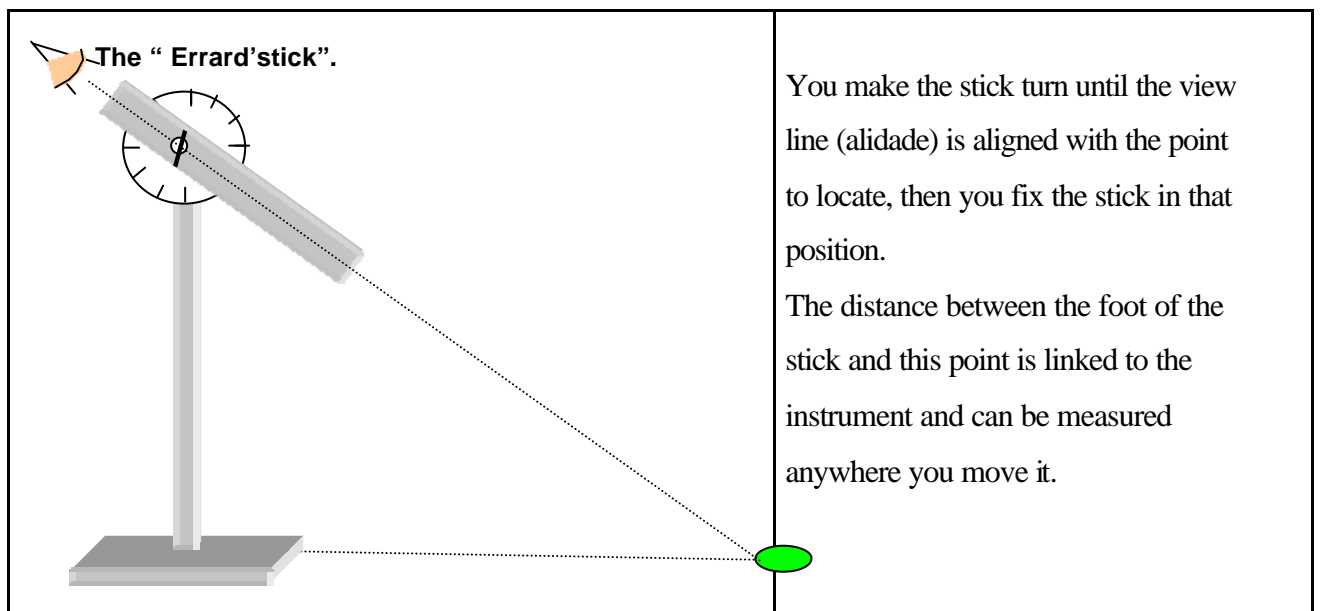 The “ Errard'stick”.
You make the stick turn until the view
line (alidade) is aligned with the point
to locate, then you fix the stick in that
position.
The distance between the foot of the
stick and this point is linked to the
instrument and can be measured
anywhere you move it.